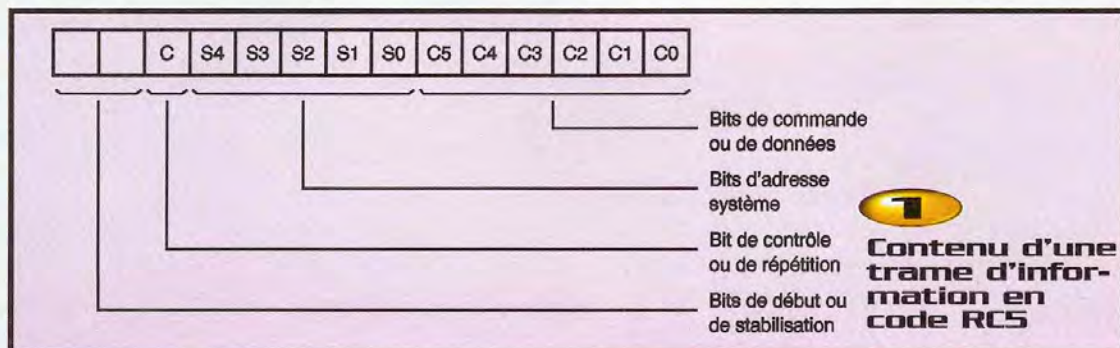 C S4 S3 S2 S1 S0 C5 C4 C3 C2 C1 C0
Bits de commande
ou de données
Bits d'adresse
système
Bit de contrôle
ou de répétition
Bits de début ou
de stabilisation
1
Contenu d'une
trame d'infor-
mation en
code RC5